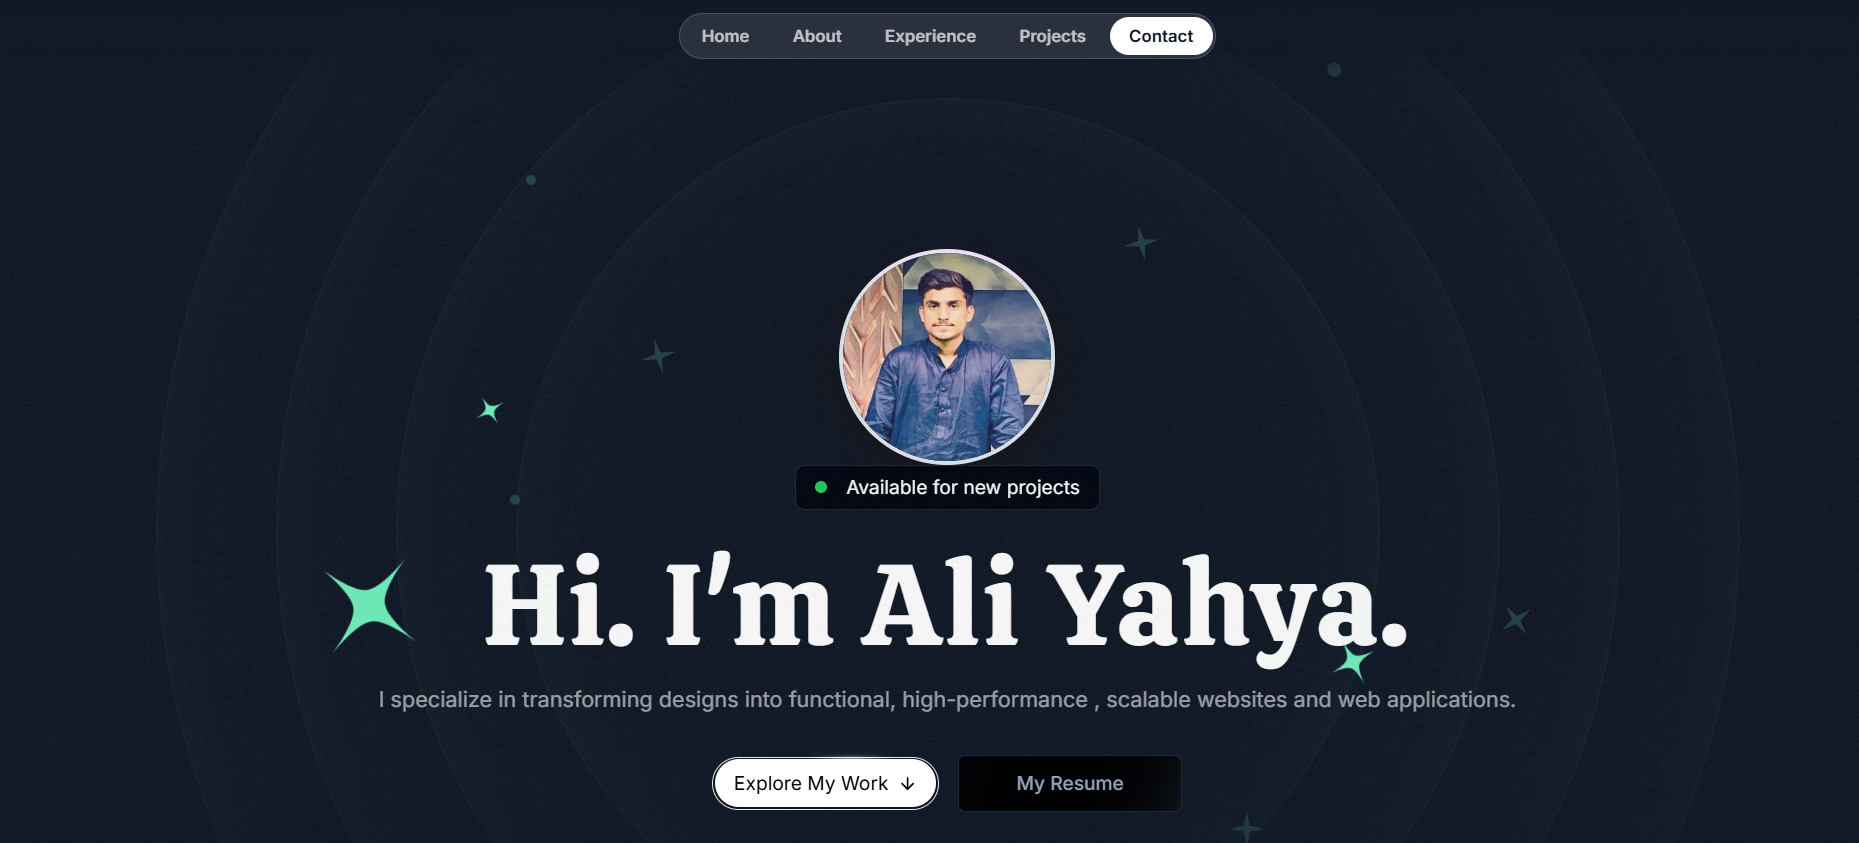 Home About Experience Projects Contact
Available for new projects
Hi. I'm Ali Yahya.
I specialize in transforming designs into functional, high-performance , scalable websites and web applications.
Explore My Work ↓ My Resume